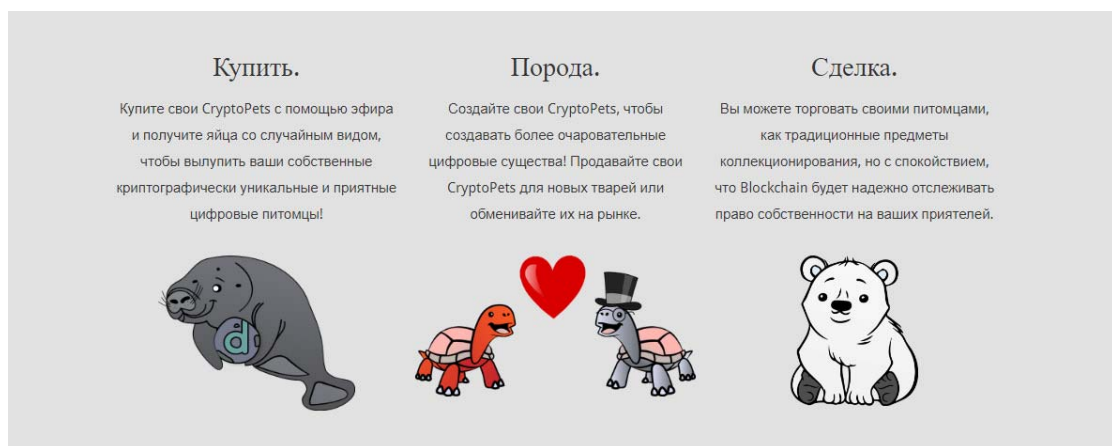 Купить.
Купите свои CryptoPets с помощью эфира
и получите яйца со случайным видом,
чтобы вылупить ваши собственные
криптографически уникальные и приятные
цифровые питомцы!
Порода.
Создайте свои CryptoPets, чтобы
создавать более очаровательные
цифровые существа! Продавайте свои
CryptoPets для новых тварей или
обменивайте их на рынке.
Сделка.
Вы можете торговать своими питомцами,
как традиционные предметы
коллекционирования, но с спокойствием,
что Blockchain будет надежно отслеживать
право собственности на ваших приятелей.
d